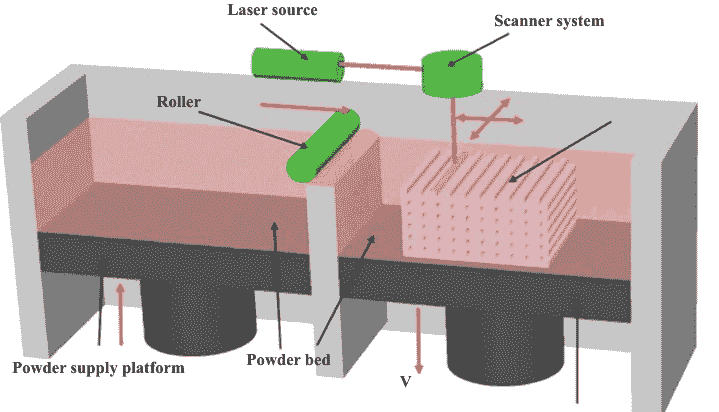 Laser source
Scanner system
Roller
Powder supply platform
Powder bed
V